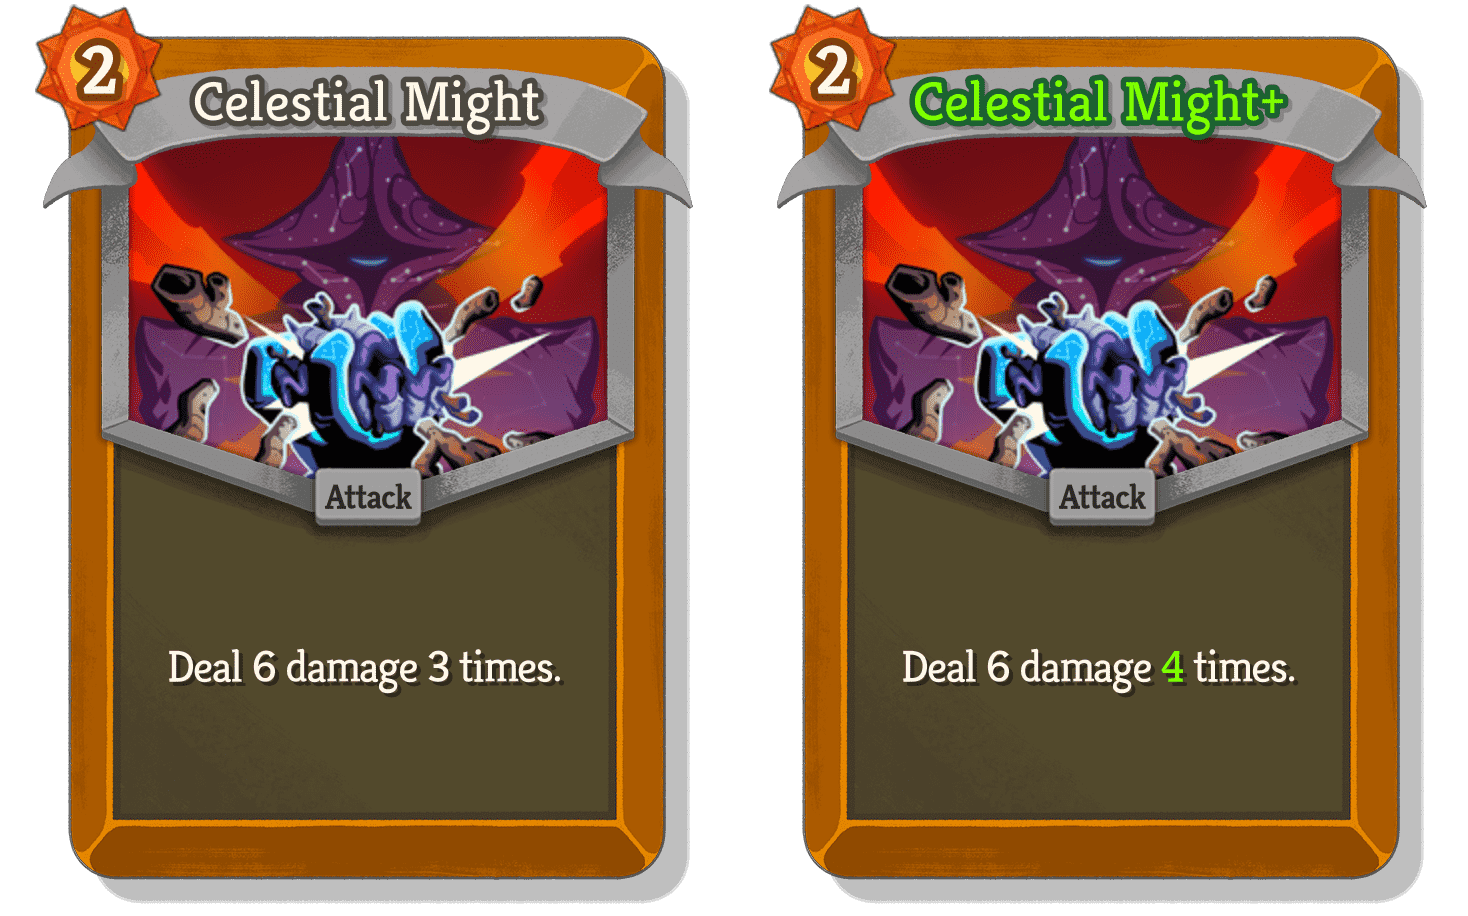 2
Celestial Might
Attack
Deal 6 damage 3 times.
2
Celestial Might+
Attack
Deal 6 damage 4 times.